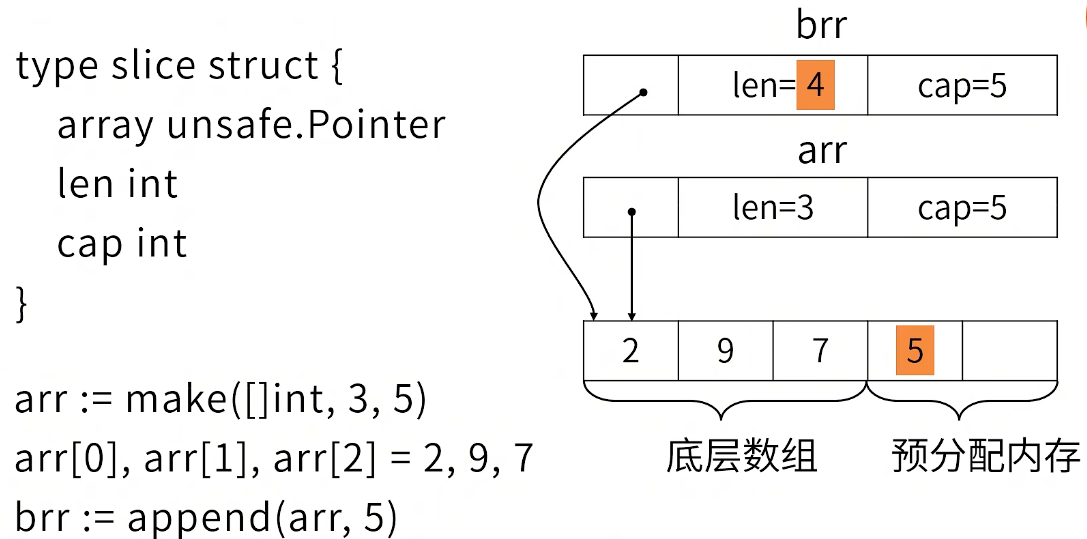 type slice struct {
array unsafe.Pointer
len int
cap int
}
arr := make([]int, 3, 5)
arr[0], arr[1], arr[2] = 2, 9, 7
brr := append(arr, 5)
brr
len=4 cap=5
arr
len=3 cap=5
2 9 7 5
底层数组 预分配内存